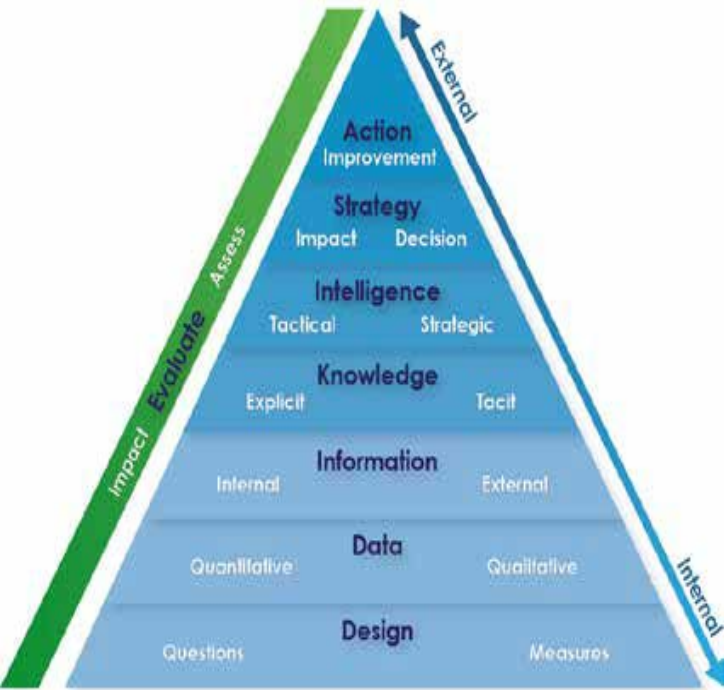 External
Action
Improvement
Strategy
Impact Decision
Assess
Intelligence
Tactical Strategic
Evaluate
Knowledge
Explicit Tacit
Impact
Information
Internal External
Data
Quantitative Qualitative
Internal
Design
Questions Measures